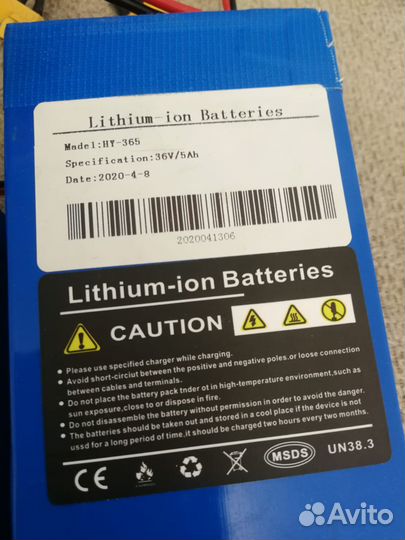 Lithium-ion Batteries
Madel:HY-365
Specification:36V/5Ah
Date:2020-4-8
2020041306
Lithium-ion Batteries
CAUTION
Please use specified charger while charging.
Avoid short-circiut between the positive and negative poles.or loose connection
between cables and terminals.
Do not place the battery pack tnder ot in high-temperature environment,such as
sun exposure,close to or dispose in fire.
Do not disassemble the battery without permission in order to avoid the damage.
The batteries should be taken out and stored in a cool place if the device is not
ussd for a long period of time,it should be charged two hours every two months.
CE
MSDS
UN38.3
Avito